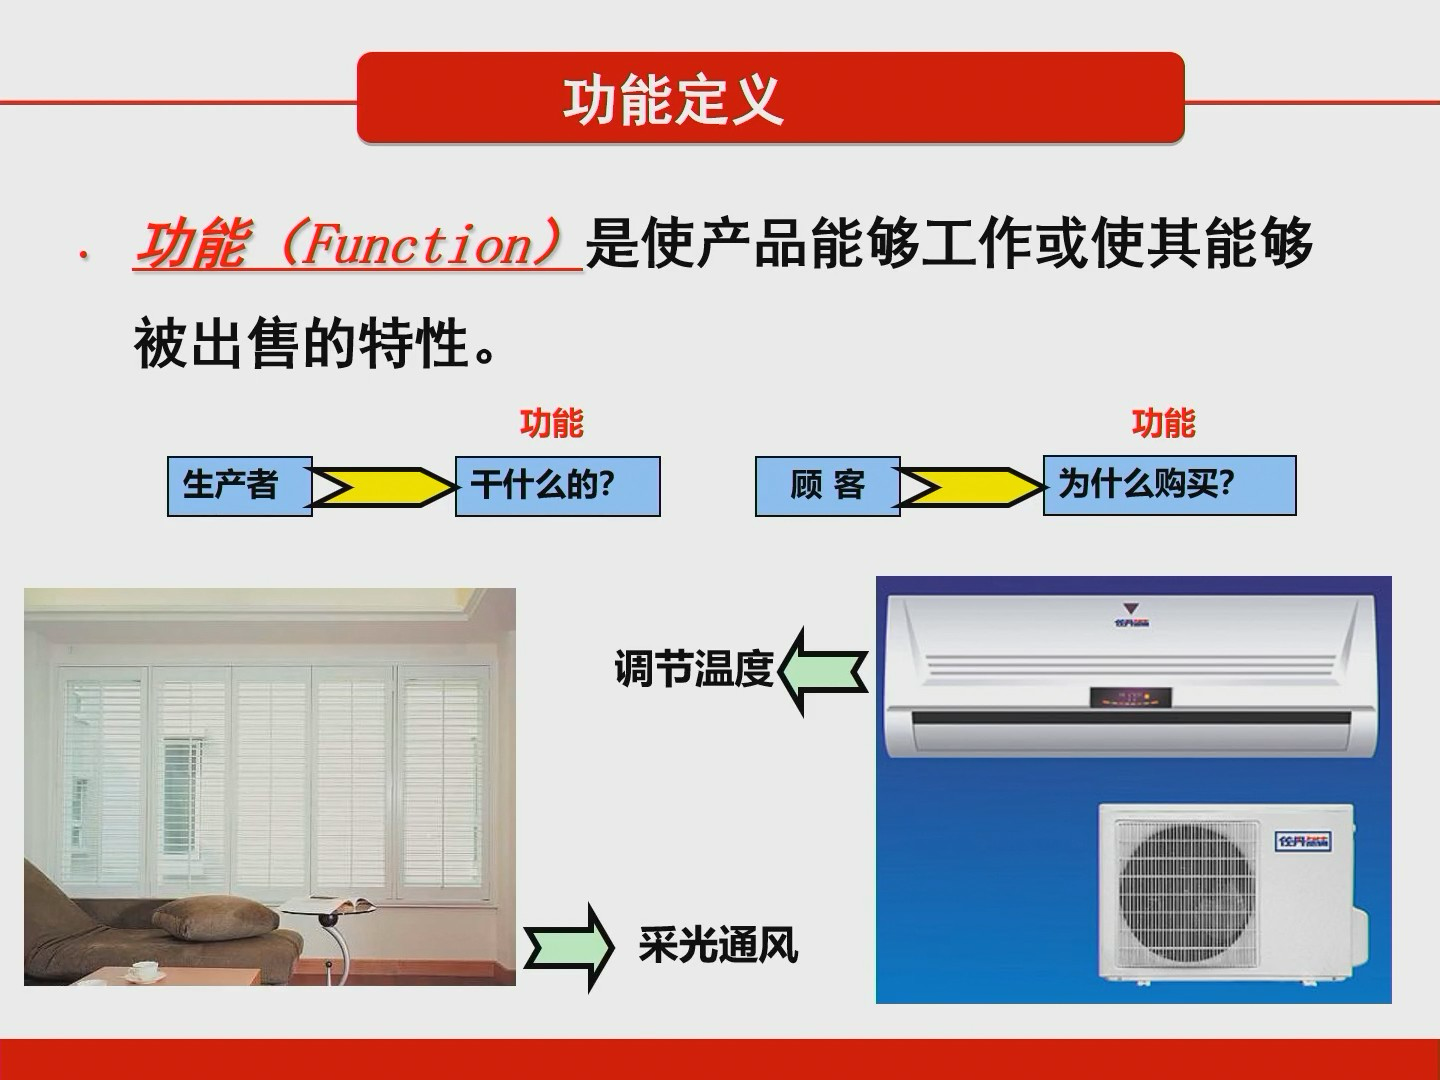 功能定义
· 功能（Function）是使产品能够工作或使其能够
被出售的特性。
功能
功能
生产者
干什么的?
顾 客
为什么购买?
调节温度
采光通风